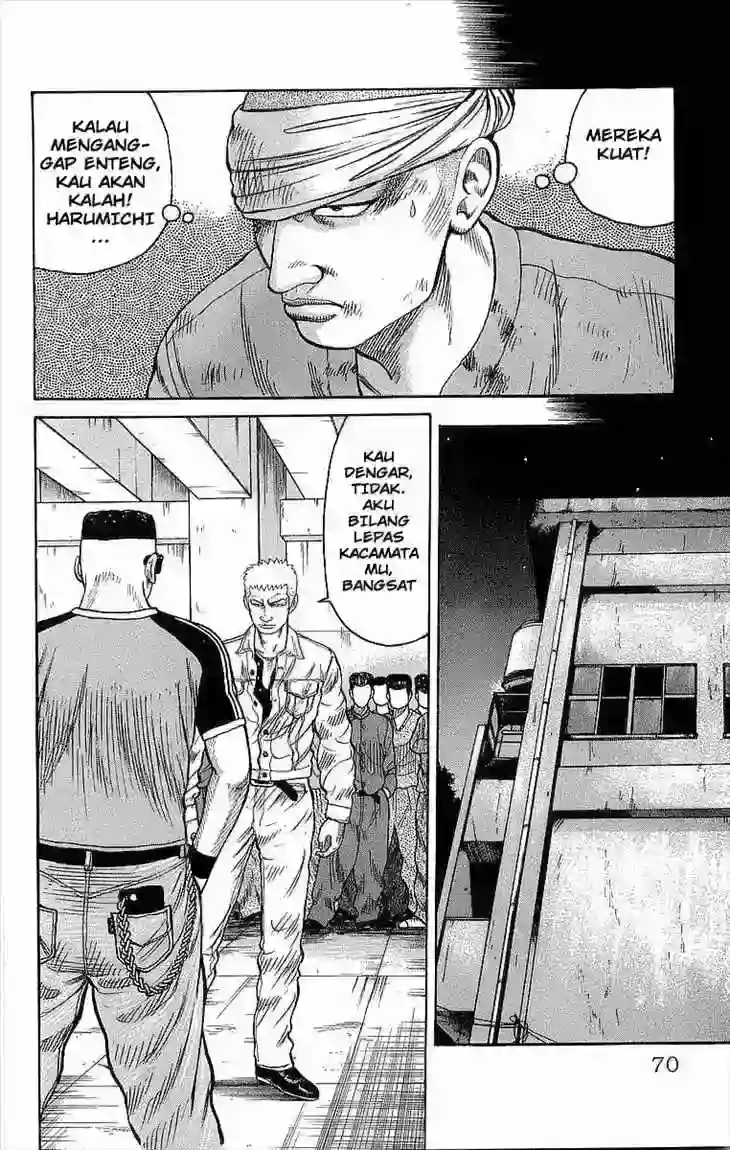 MEREKA
KUAT!
KALAU
MENGANG-
GAP ENTENG,
KAU AKAN
KALAH!
HARUMICHI
...
KAU
DENGAR,
TIDAK.
AKU
BILANG
LEPAS
KACAMATA
MU,
BANGSAT
70